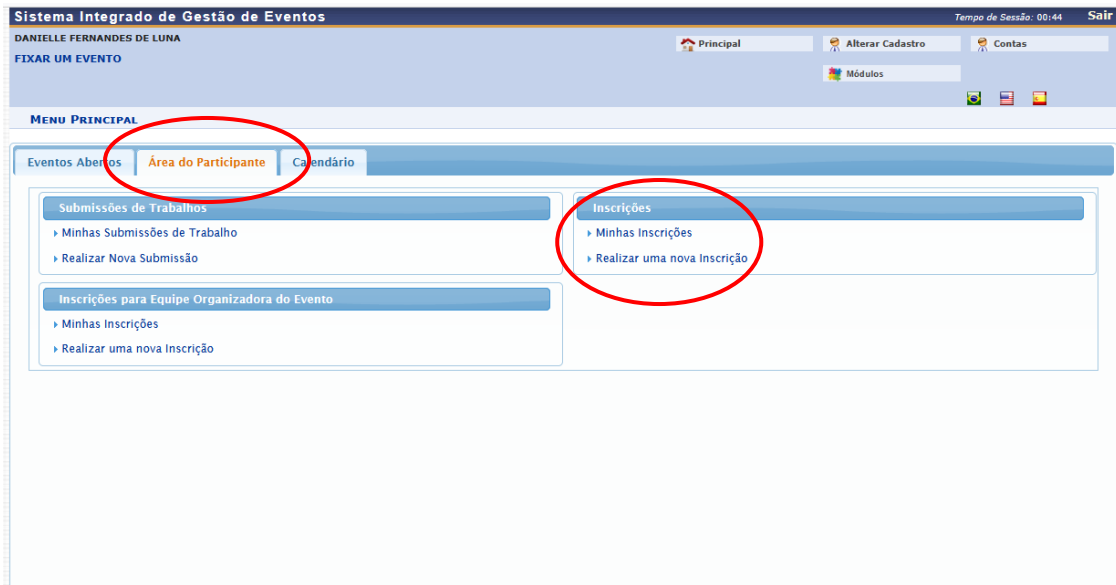 Sistema Integrado de Gestão de Eventos
Tempo de Sessão: 00:44
Sair
DANIELLE FERNANDES DE LUNA
FIXAR UM EVENTO
Principal
Alterar Cadastro
Contas
Módulos
MENU PRINCIPAL
Eventos Abertos
Área do Participante
Calendário
Submissões de Trabalhos
Minhas Submissões de Trabalho
Realizar Nova Submissão
Inscrições
Minhas Inscrições
Realizar uma nova Inscrição
Inscrições para Equipe Organizadora do Evento
Minhas Inscrições
Realizar uma nova Inscrição